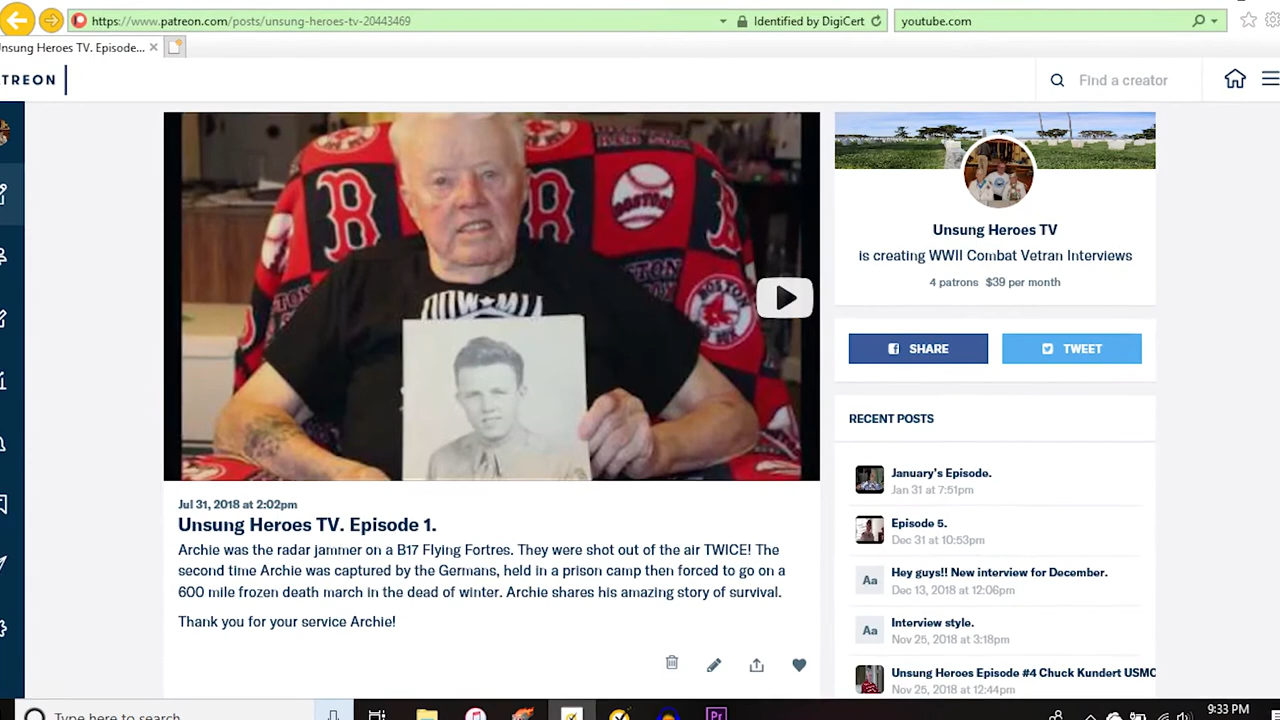 https://www.patreon.com/posts/unsung-heroes-tv-20443469
Identified by DigiCert
youtube.com
nsung Heroes TV. Episode...
TREON
Find a creator
B
BOSTON
Unsung Heroes TV
is creating WWII Combat Vetran Interviews
4 patrons $39 per month
SHARE
TWEET
RECENT POSTS
January's Episode.
Jan 31 at 7:51pm
Episode 5.
Dec 31 at 10:53pm
Aa
Hey guys!! New interview for December.
Dec 13, 2018 at 12:06pm
Aa
Interview style.
Nov 25, 2018 at 3:18pm
Unsung Heroes Episode #4 Chuck Kundert USMC
Nov 25, 2018 at 12:44pm
Jul 31, 2018 at 2:02pm
Unsung Heroes TV. Episode 1.
Archie was the radar jammer on a B17 Flying Fortres. They were shot out of the air TWICE! The
second time Archie was captured by the Germans, held in a prison camp then forced to go on a
600 mile frozen death march in the dead of winter. Archie shares his amazing story of survival.
Thank you for your service Archie!
Type here to search
Pr
9:33 PM